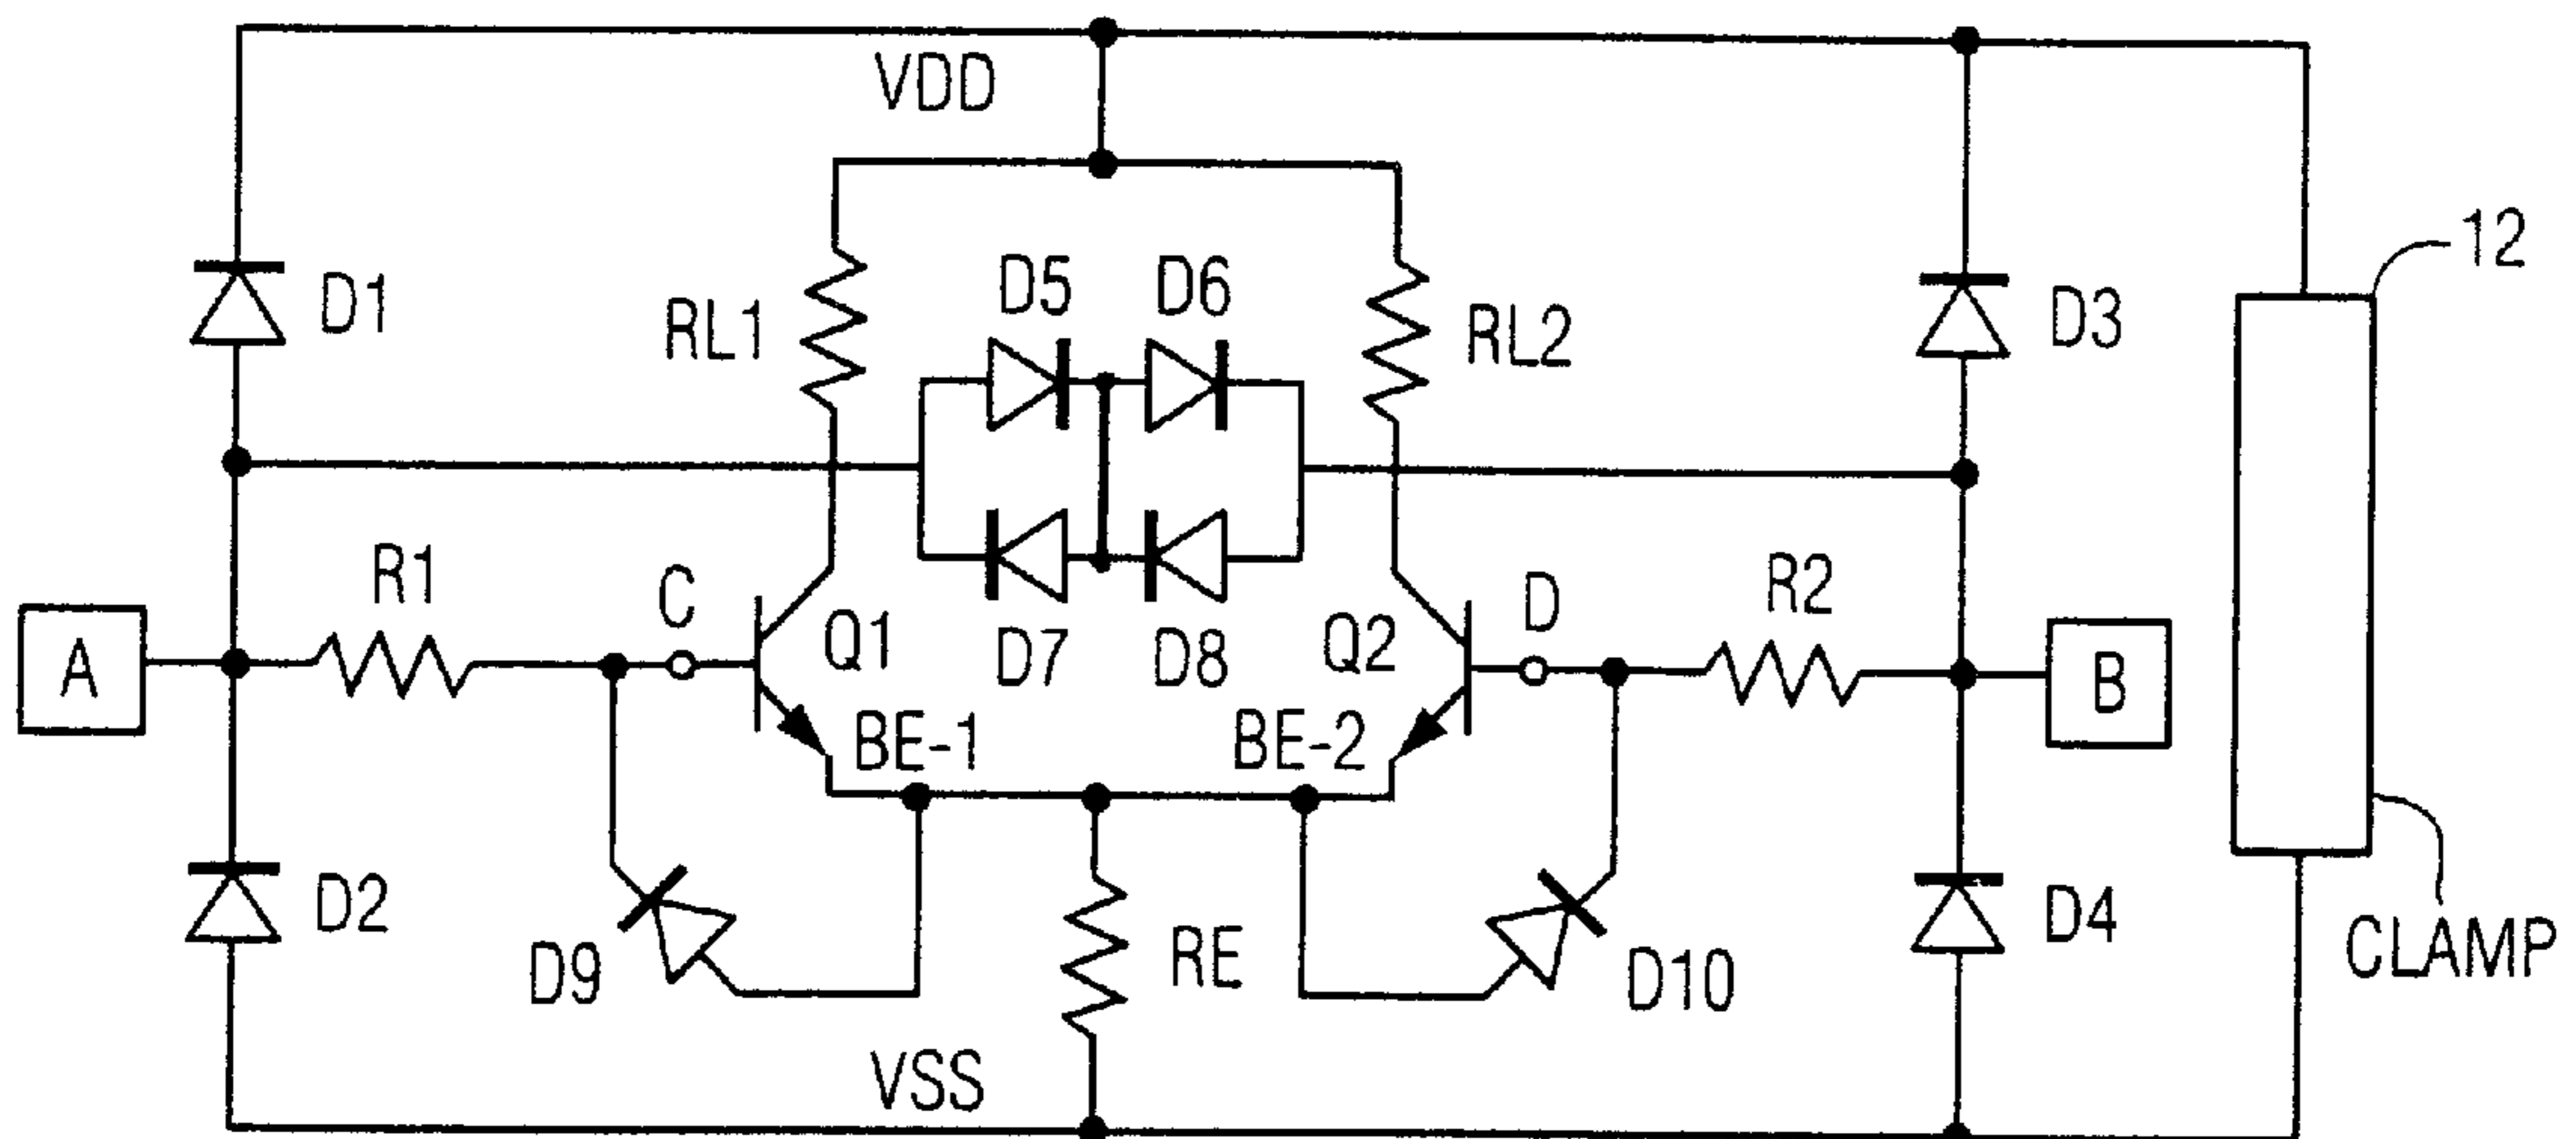 VDD
12
D1
RL1
D5
D6
RL2
D3
A
R1
C
Q1
D7
D8
Q2
D
R2
B
BE-1
BE-2
D2
D9
RE
D10
D4
CLAMP
VSS